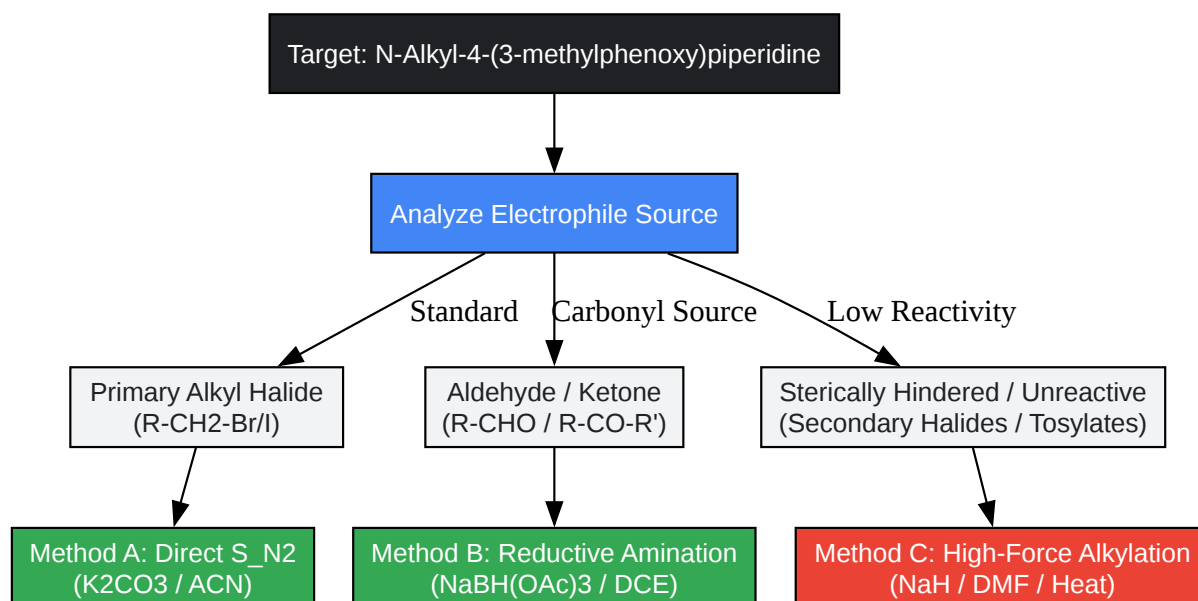 Target: N-Alkyl-4-(3-methylphenoxy)piperidine
Analyze Electrophile Source
Standard
Carbonyl Source
Low Reactivity
Primary Alkyl Halide
(R-CH2-Br/I)
Aldehyde / Ketone
(R-CHO / R-CO-R')
Sterically Hindered / Unreactive
(Secondary Halides / Tosylates)
Method A: Direct S_N2
(K2CO3 / ACN)
Method B: Reductive Amination
(NaBH(OAc)3 / DCE)
Method C: High-Force Alkylation
(NaH / DMF / Heat)